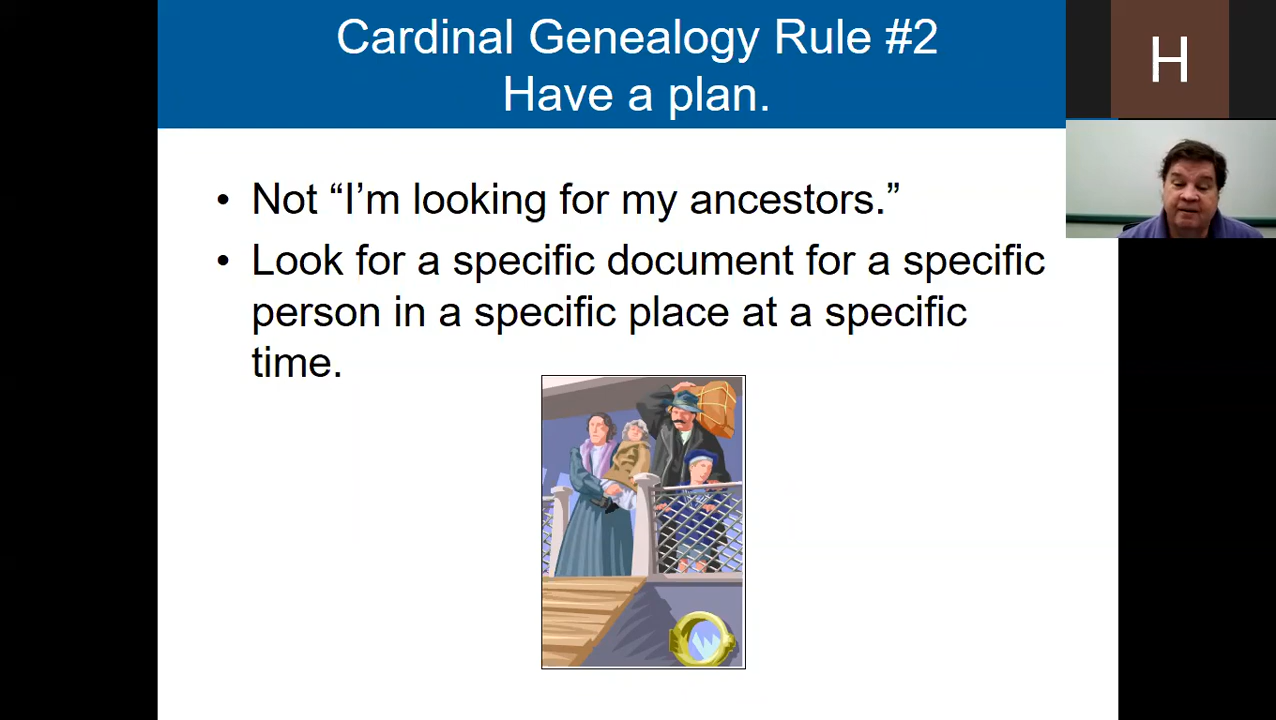 Cardinal Genealogy Rule #2
Have a plan.
H
• Not “I’m looking for my ancestors.”
• Look for a specific document for a specific
person in a specific place at a specific
time.